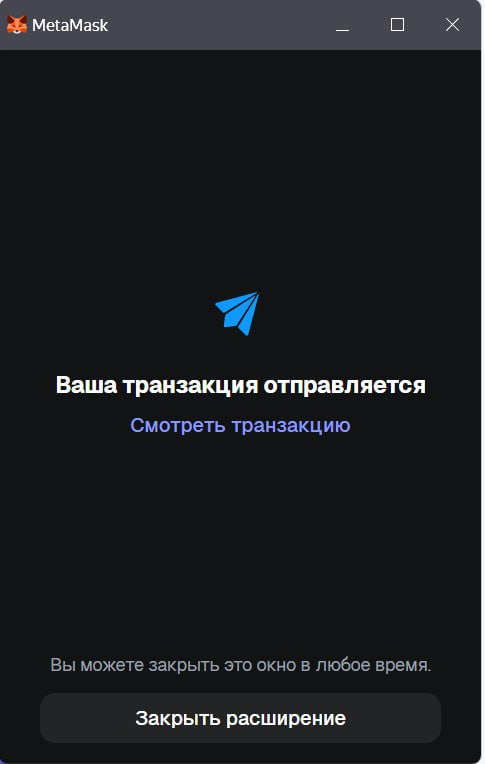 MetaMask
Ваша транзакция отправляется
Смотреть транзакцию
Вы можете закрыть это окно в любое время.
Закрыть расширение